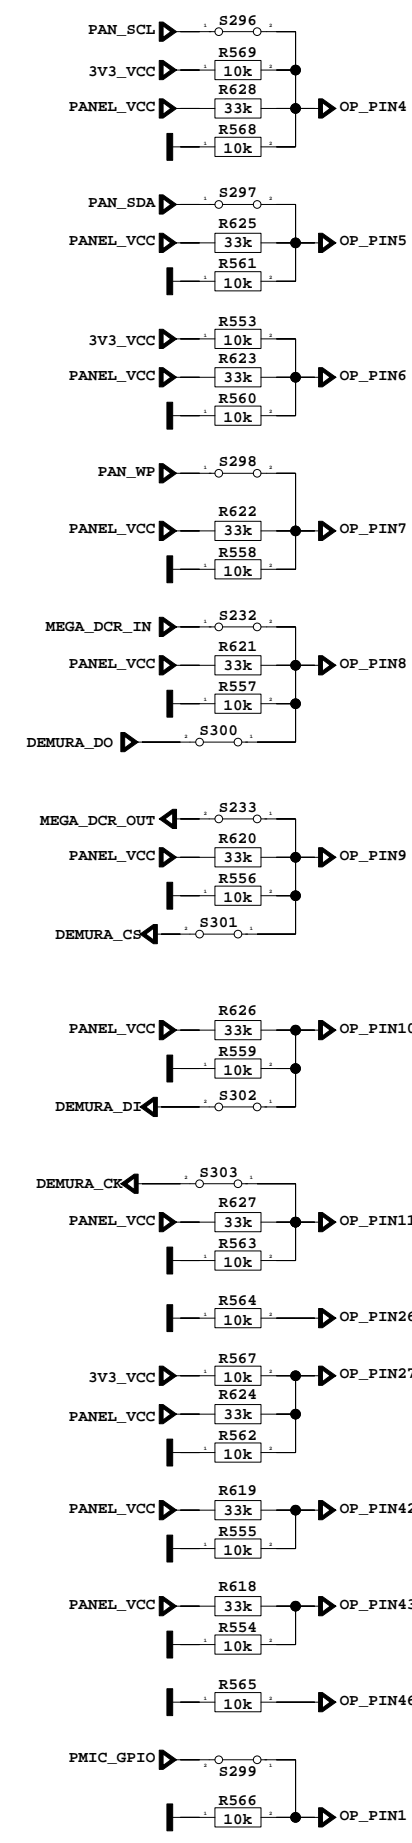 S296
PAN_SCL
R569
3V3_VCC 10k
R628
PANEL_VCC 33k OP_PIN4
R568
10k
S297
PAN_SDA
R625
PANEL_VCC 33k OP_PIN5
R561
10k
R553
3V3_VCC 10k
R623
PANEL_VCC 33k OP_PIN6
R560
10k
S298
PAN_WP
R622
PANEL_VCC 33k OP_PIN7
R558
10k
S232
MEGA_DCR_IN
R621
PANEL_VCC 33k OP_PIN8
R557
10k
S300
DEMURA_DO
S233
MEGA_DCR_OUT
R620
PANEL_VCC 33k OP_PIN9
R556
10k
S301
DEMURA_CS
R626
PANEL_VCC 33k OP_PIN10
R559
10k
S302
DEMURA_DI
S303
DEMURA_CK
R627
PANEL_VCC 33k OP_PIN11
R563
10k
R564
10k OP_PIN26
R567
3V3_VCC 10k OP_PIN27
R624
PANEL_VCC 33k
R562
10k
R619
PANEL_VCC 33k OP_PIN42
R555
10k
R618
PANEL_VCC 33k OP_PIN43
R554
10k
R565
10k OP_PIN46
PMIC_GPIO
S299
R566
10k OP_PIN1